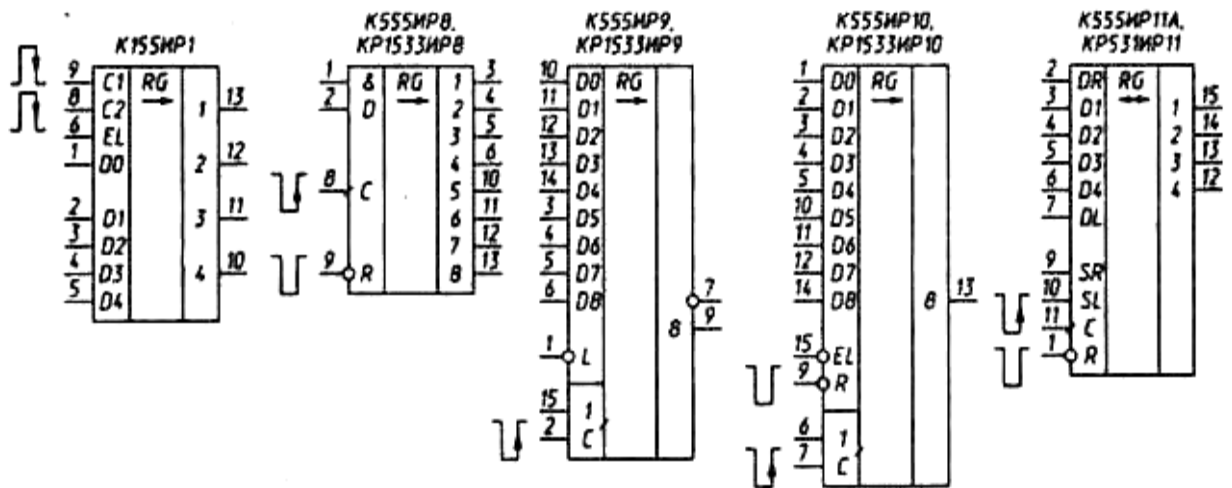 К155ИР1
9 C1 RG
8 C2 1 13
6 EL
1 D0 2 12
2 D1 3 11
3 D2
4 D3 4 10
5 D4
К555ИР8,
КР1533ИР8
1 & RG 1 3
2 D 2 4
3 5
4 6
8 C 5 10
6 11
7 12
9 R 8 13
К555ИР9,
КР1533ИР9
10 D0 RG
11 D1
12 D2
13 D3
14 D4
3 D5
4 D6
5 D7
6 D8 7
8 9
1 L
15 1
2 C
К555ИР10,
КР1533ИР10
1 D0 RG
2 D1
3 D2
4 D3
5 D4
10 D5
11 D6
12 D7
14 D8 8 13
15 EL
9 R
6 1
7 C
К555ИР11А,
КР531ИР11
2 DR RG
3 D1 1 15
4 D2 2 14
5 D3 3 13
6 D4 4 12
7 DL
9 SR
10 SL
11 C
1 R